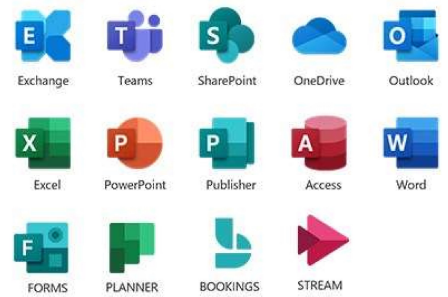 E T S O
Exchange Teams SharePoint OneDrive Outlook
X P P A W
Excel PowerPoint Publisher Access Word
F
FORMS PLANNER BOOKINGS STREAM